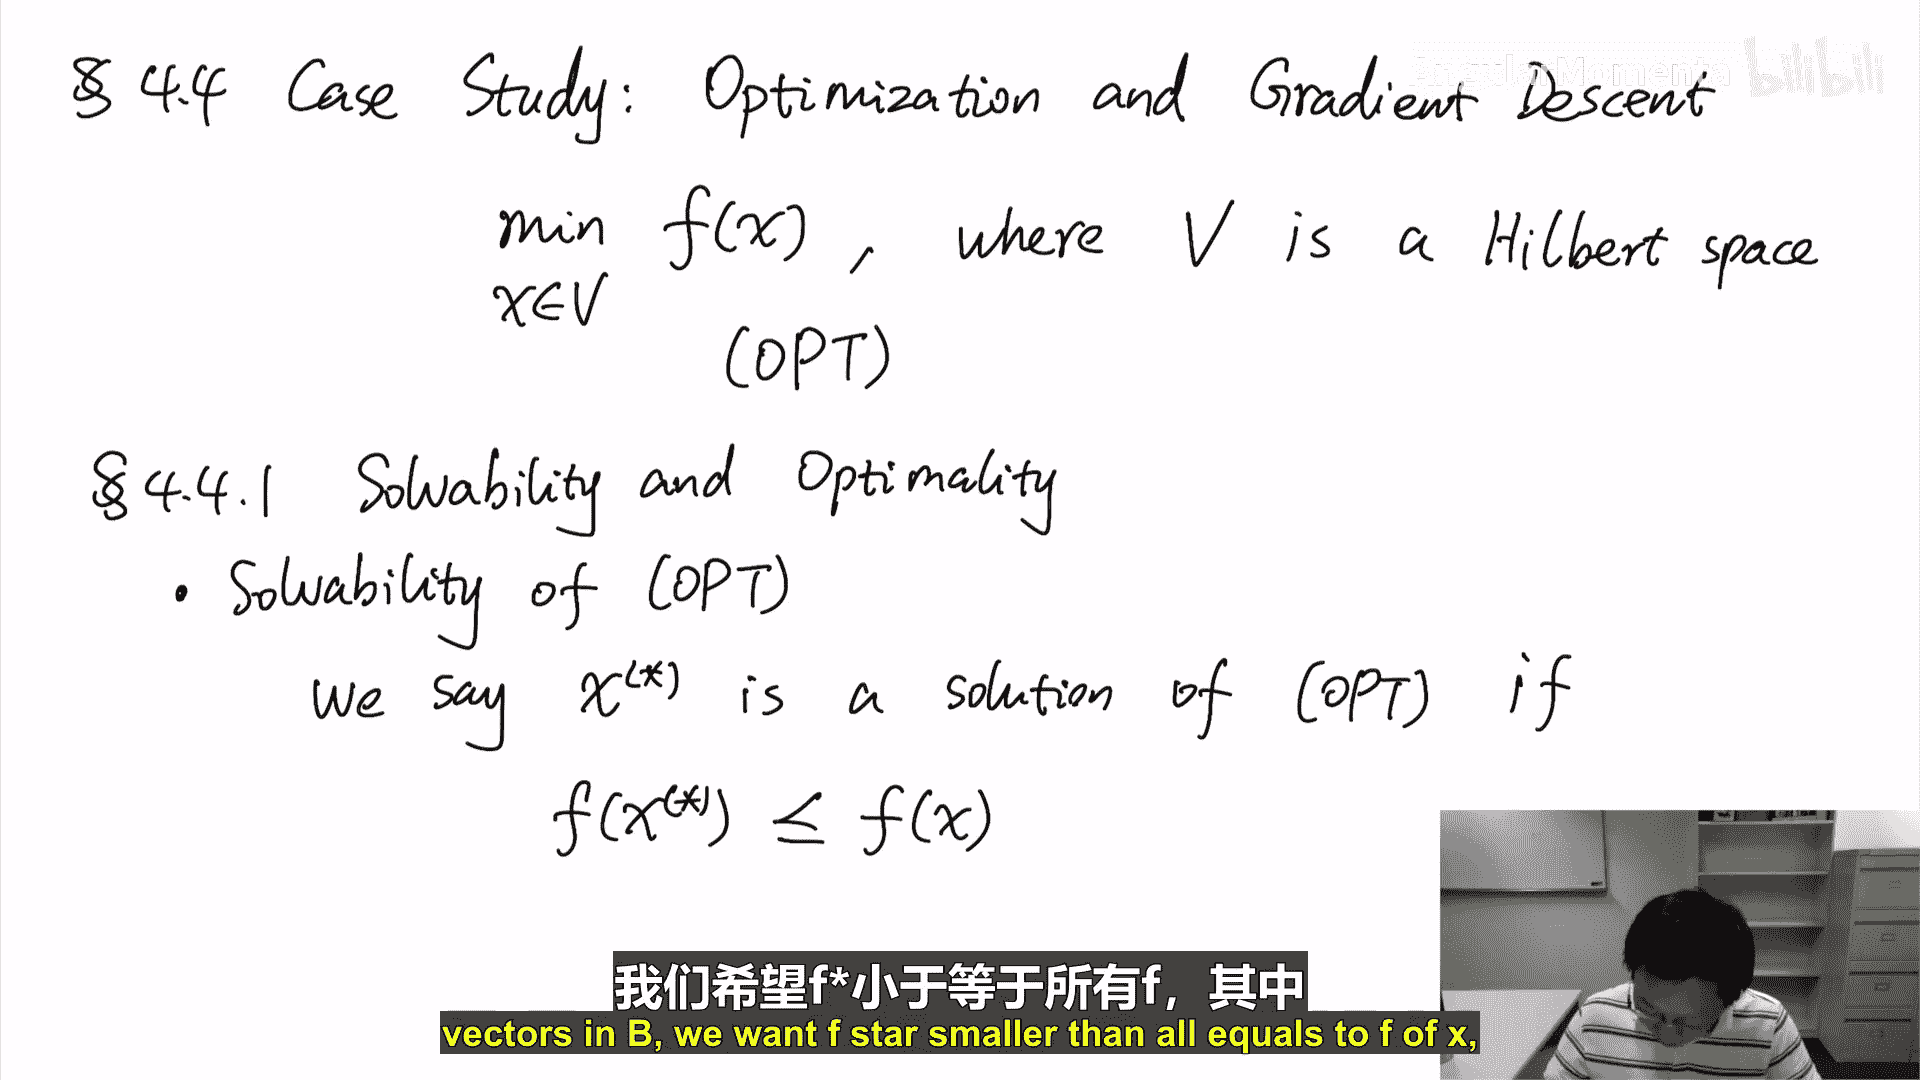 § 4.4 Case Study: Optimization and Gradient Descent
bilibili
min f(x), where V is a Hilbert space
x∈V
(OPT)
§ 4.4.1 Solvability and Optimality
• Solvability of (OPT)
We say x^(*) is a solution of (OPT) if
f(x^(*)) ≤ f(x)
我们希望f*小于等于所有f，其中
vectors in B, we want f star smaller than all equals to f of x,